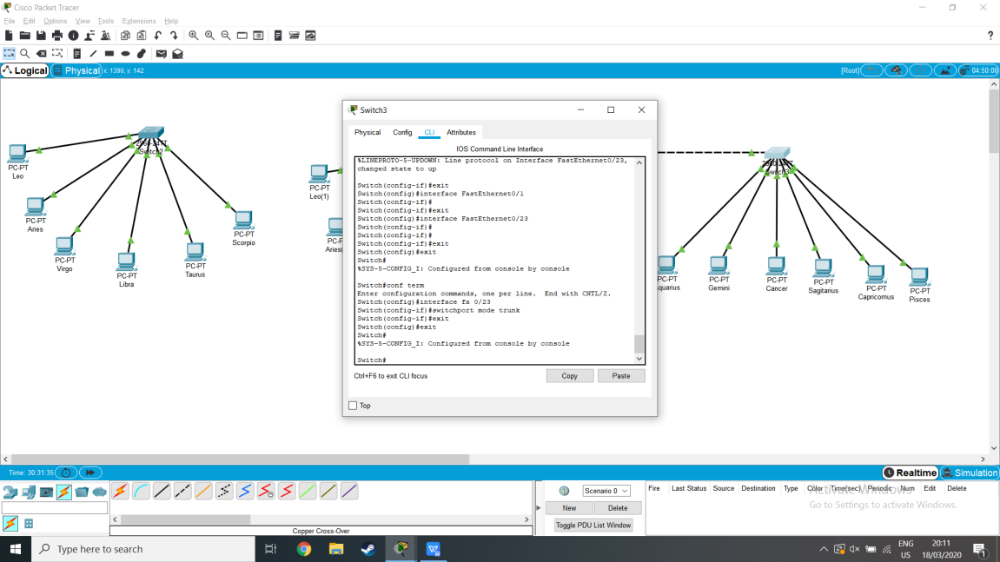 Cisco Packet Tracer
File Edit Options View Tools Extensions Help
?
Logical
Physical
x: 1390, y: 142
[Root]
04:50:00
2960-24TT
Switch2
PC-PT
Leo
PC-PT
Aries
PC-PT
Virgo
PC-PT
Libra
PC-PT
Taurus
PC-PT
Scorpio
PC-PT
Leo(1)
PC-P
Aries(
Switch3
Physical Config CLI Attributes
IOS Command Line Interface
%LINEPROTO-5-UPDOWN: Line protocol on Interface FastEthernet0/23,
changed state to up
Switch(config-if)#exit
Switch(config)#interface FastEthernet0/1
Switch(config-if)#
Switch(config-if)#exit
Switch(config)#interface FastEthernet0/23
Switch(config-if)#
Switch(config-if)#
Switch(config-if)#exit
Switch(config)#exit
Switch#
%SYS-5-CONFIG_I: Configured from console by console
Switch#conf term
Enter configuration commands, one per line. End with CNTL/Z.
Switch(config)#interface fa 0/23
Switch(config-if)#switchport mode trunk
Switch(config-if)#exit
Switch(config)#exit
Switch#
%SYS-5-CONFIG_I: Configured from console by console
Switch#
Ctrl+F6 to exit CLI focus
Copy
Paste
Top
2960-24TT
Switch3
PC-PT
quarius
PC-PT
Gemini
PC-PT
Cancer
PC-PT
Sagitarius
PC-PT
Capricornus
PC-PT
Pisces
Time: 30:31:35
Realtime
Simulation
Copper Cross-Over
Scenario 0
New
Delete
Toggle PDU List Window
Fire Last Status Source Destination Type Color Time(sec) Periodic Num Edit Delete
Activate Windows
Go to Settings to activate Windows.
Type here to search
ENG
US
20:11
18/03/2020
1